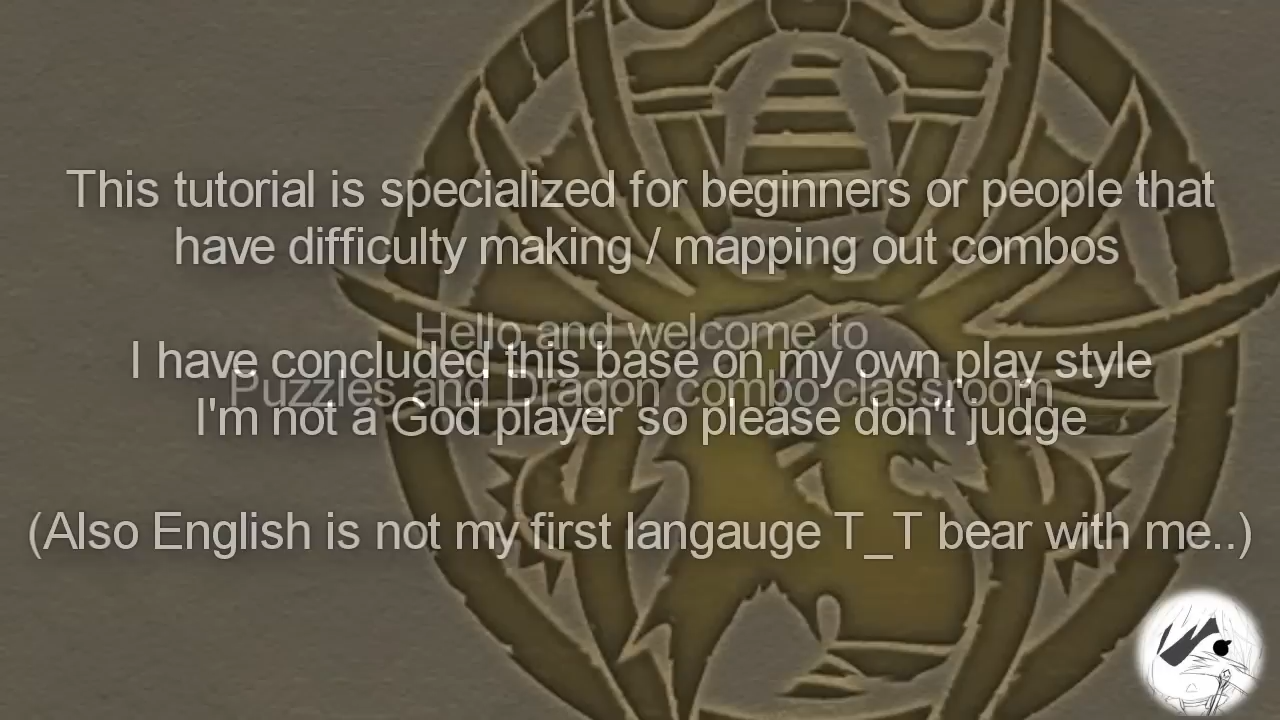 This tutorial is specialized for beginners or people that
have difficulty making / mapping out combos
Hello and welcome to
I have concluded this base on my own play style
Puzzles and Dragon combo classroom
I'm not a God player so please don't judge
(Also English is not my first langauge T_T bear with me..)